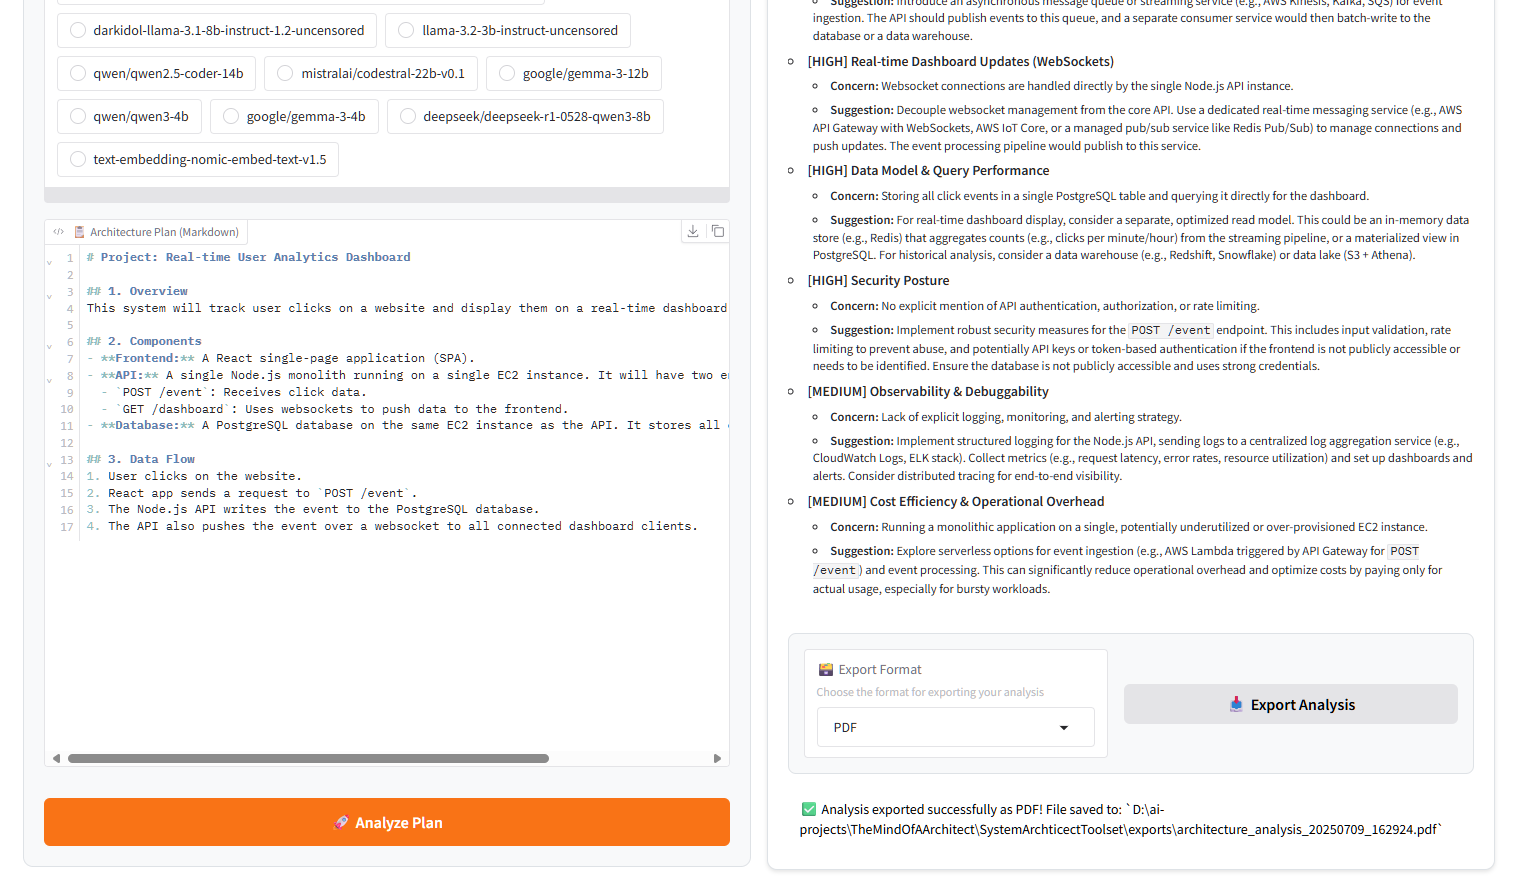 darkidol-llama-3.1-8b-instruct-1.2-uncensored
llama-3.2-3b-instruct-uncensored
qwen/qwen2.5-coder-14b
mistralai/codestral-22b-v0.1
google/gemma-3-12b
qwen/qwen3-4b
google/gemma-3-4b
deepseek/deepseek-r1-0528-qwen3-8b
text-embedding-nomic-embed-text-v1.5
Architecture Plan (Markdown)
1 # Project: Real-time User Analytics Dashboard
2
3 ## 1. Overview
4 This system will track user clicks on a website and display them on a real-time dashboard
5
6 ## 2. Components
7 - **Frontend:** A React single-page application (SPA).
8 - **API:** A single Node.js monolith running on a single EC2 instance. It will have two
9 - `POST /event`: Receives click data.
10 - `GET /dashboard`: Uses websockets to push data to the frontend.
11 - **Database:** A PostgreSQL database on the same EC2 instance as the API. It stores all
12
13 ## 3. Data Flow
14 1. User clicks on the website.
15 2. React app sends a request to `POST /event`.
16 3. The Node.js API writes the event to the PostgreSQL database.
17 4. The API also pushes the event over a websocket to all connected dashboard clients.
🚀 Analyze Plan
Suggestion: Introduce an asynchronous message queue or streaming service (e.g., AWS Kinesis, Kafka, SQS) for event
ingestion. The API should publish events to this queue, and a separate consumer service would then batch-write to the
database or a data warehouse.
[HIGH] Real-time Dashboard Updates (WebSockets)
Concern: Websocket connections are handled directly by the single Node.js API instance.
Suggestion: Decouple websocket management from the core API. Use a dedicated real-time messaging service (e.g., AWS
API Gateway with WebSockets, AWS IoT Core, or a managed pub/sub service like Redis Pub/Sub) to manage connections and
push updates. The event processing pipeline would publish to this service.
[HIGH] Data Model & Query Performance
Concern: Storing all click events in a single PostgreSQL table and querying it directly for the dashboard.
Suggestion: For real-time dashboard display, consider a separate, optimized read model. This could be an in-memory data
store (e.g., Redis) that aggregates counts (e.g., clicks per minute/hour) from the streaming pipeline, or a materialized view in
PostgreSQL. For historical analysis, consider a data warehouse (e.g., Redshift, Snowflake) or data lake (S3 + Athena).
[HIGH] Security Posture
Concern: No explicit mention of API authentication, authorization, or rate limiting.
Suggestion: Implement robust security measures for the POST /event endpoint. This includes input validation, rate
limiting to prevent abuse, and potentially API keys or token-based authentication if the frontend is not publicly accessible or
needs to be identified. Ensure the database is not publicly accessible and uses strong credentials.
[MEDIUM] Observability & Debuggability
Concern: Lack of explicit logging, monitoring, and alerting strategy.
Suggestion: Implement structured logging for the Node.js API, sending logs to a centralized log aggregation service (e.g.,
CloudWatch Logs, ELK stack). Collect metrics (e.g., request latency, error rates, resource utilization) and set up dashboards and
alerts. Consider distributed tracing for end-to-end visibility.
[MEDIUM] Cost Efficiency & Operational Overhead
Concern: Running a monolithic application on a single, potentially underutilized or over-provisioned EC2 instance.
Suggestion: Explore serverless options for event ingestion (e.g., AWS Lambda triggered by API Gateway for POST
/event) and event processing. This can significantly reduce operational overhead and optimize costs by paying only for
actual usage, especially for bursty workloads.
Export Format
Choose the format for exporting your analysis
PDF
Export Analysis
✅ Analysis exported successfully as PDF! File saved to: `D:\ai-
projects\TheMindOfAArchitect\SystemArchticectToolset\exports\architecture_analysis_20250709_162924.pdf`